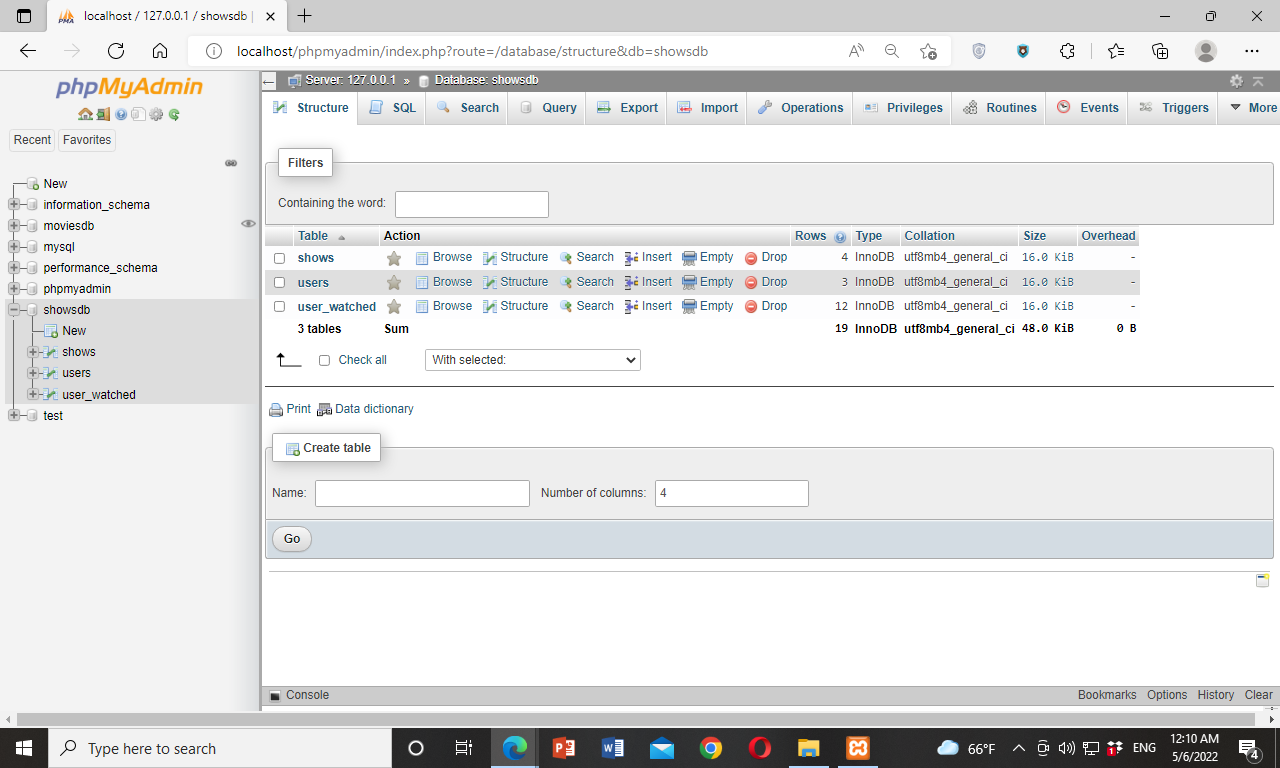 localhost / 127.0.0.1 / showsdb |
localhost/phpmyadmin/index.php?route=/database/structure&db=showsdb
phpMyAdmin
Recent Favorites
New
information_schema
moviesdb
mysql
performance_schema
phpmyadmin
showsdb
New
shows
users
user_watched
test
Server: 127.0.0.1 » Database: showsdb
Structure SQL Search Query Export Import Operations Privileges Routines Events Triggers More
Filters
Containing the word:
Table Action Rows Type Collation Size Overhead
shows Browse Structure Search Insert Empty Drop 4 InnoDB utf8mb4_general_ci 16.0 KiB -
users Browse Structure Search Insert Empty Drop 3 InnoDB utf8mb4_general_ci 16.0 KiB -
user_watched Browse Structure Search Insert Empty Drop 12 InnoDB utf8mb4_general_ci 16.0 KiB -
3 tables Sum 19 InnoDB utf8mb4_general_ci 48.0 KiB 0 B
Check all With selected:
Print Data dictionary
Create table
Name: Number of columns: 4
Go
Console Bookmarks Options History Clear
Type here to search 66°F ENG 12:10 AM
5/6/2022 4